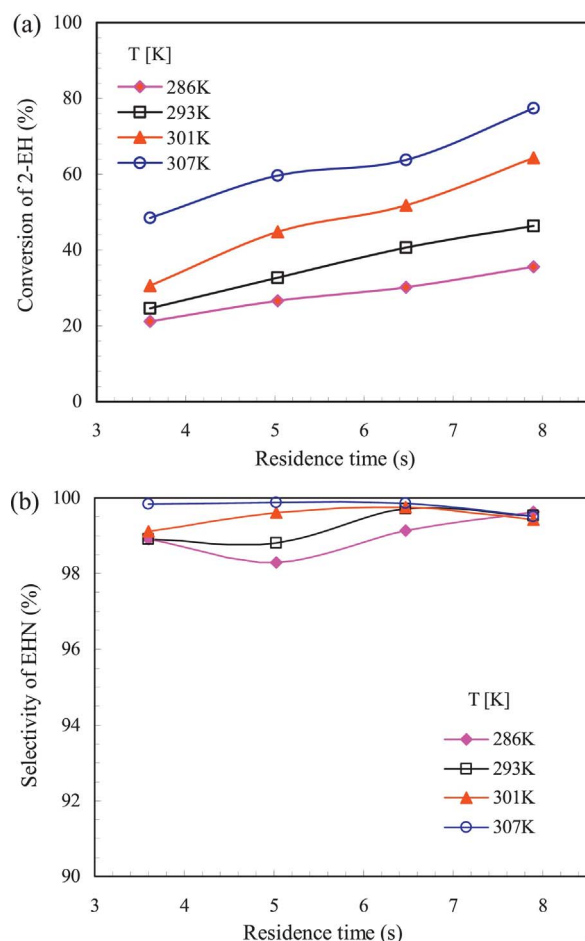 (a)
T [K]
286K
293K
301K
307K
Conversion of 2-EH (%)
100
80
60
40
20
0
3 4 5 6 7 8
Residence time (s)
(b)
Selectivity of EHN (%)
100
98
96
94
92
90
T [K]
286K
293K
301K
307K
3 4 5 6 7 8
Residence time (s)